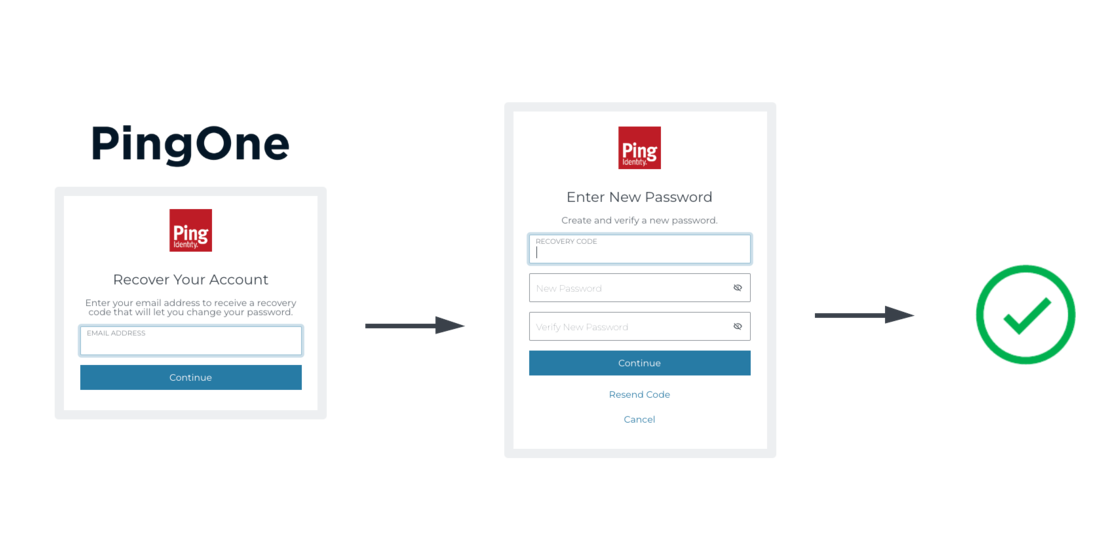 PingOne
Ping
Identity.
Recover Your Account
Enter your email address to receive a recovery
code that will let you change your password.
EMAIL ADDRESS
Continue
Ping
Identity.
Enter New Password
Create and verify a new password.
RECOVERY CODE
New Password
Verify New Password
Continue
Resend Code
Cancel